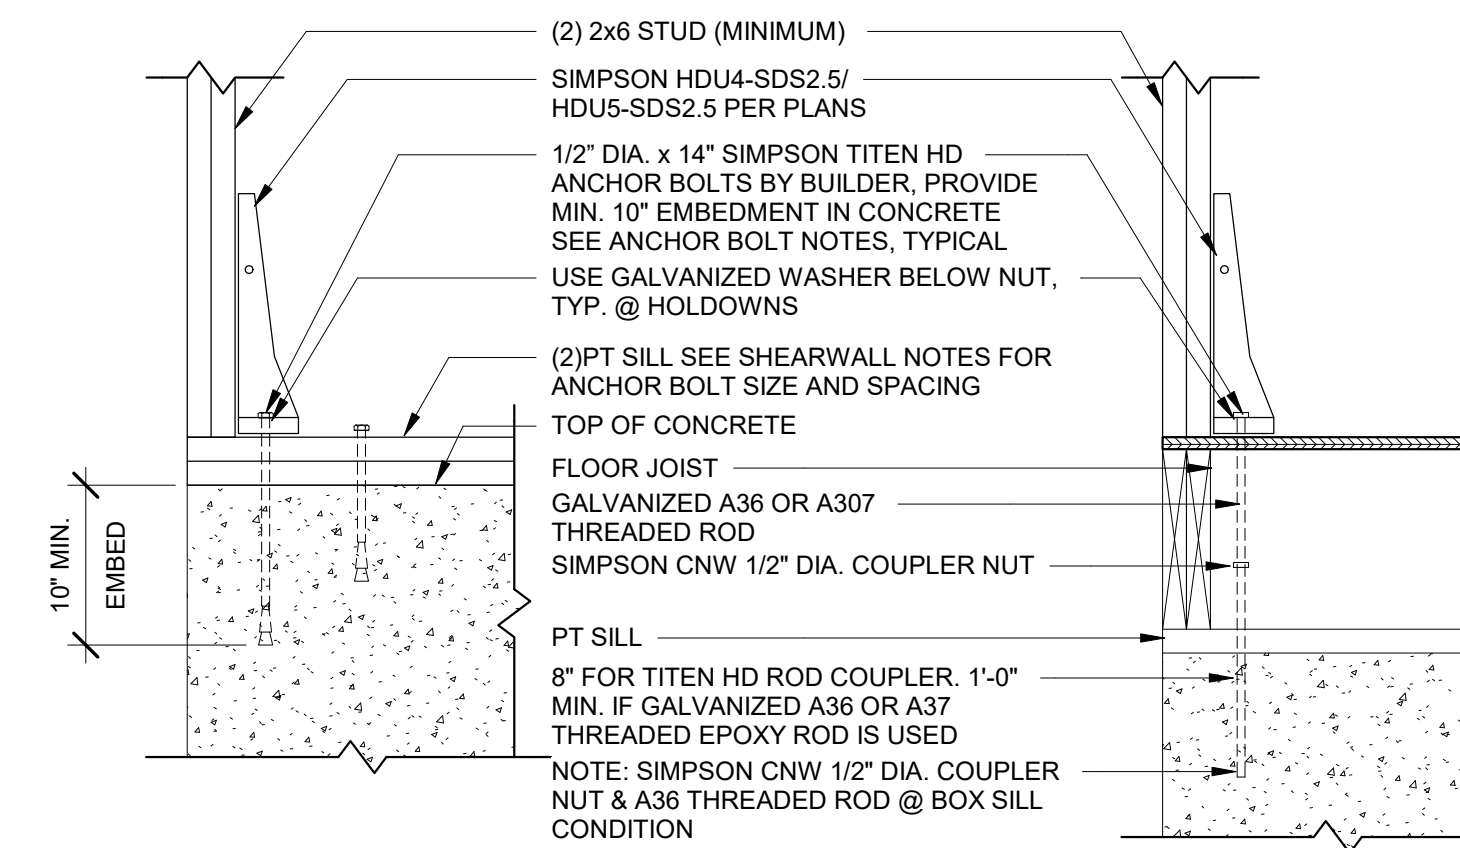 (2) 2x6 STUD (MINIMUM)
SIMPSON HDU4-SDS2.5/
HDU5-SDS2.5 PER PLANS
1/2” DIA. x 14" SIMPSON TITEN HD
ANCHOR BOLTS BY BUILDER, PROVIDE
MIN. 10" EMBEDMENT IN CONCRETE
SEE ANCHOR BOLT NOTES, TYPICAL
USE GALVANIZED WASHER BELOW NUT,
TYP. @ HOLDOWNS
(2)PT SILL SEE SHEARWALL NOTES FOR
ANCHOR BOLT SIZE AND SPACING
TOP OF CONCRETE
FLOOR JOIST
GALVANIZED A36 OR A307
THREADED ROD
SIMPSON CNW 1/2" DIA. COUPLER NUT
PT SILL
8" FOR TITEN HD ROD COUPLER. 1'-0"
MIN. IF GALVANIZED A36 OR A37
THREADED EPOXY ROD IS USED
NOTE: SIMPSON CNW 1/2" DIA. COUPLER
NUT & A36 THREADED ROD @ BOX SILL
CONDITION
10" MIN.
EMBED